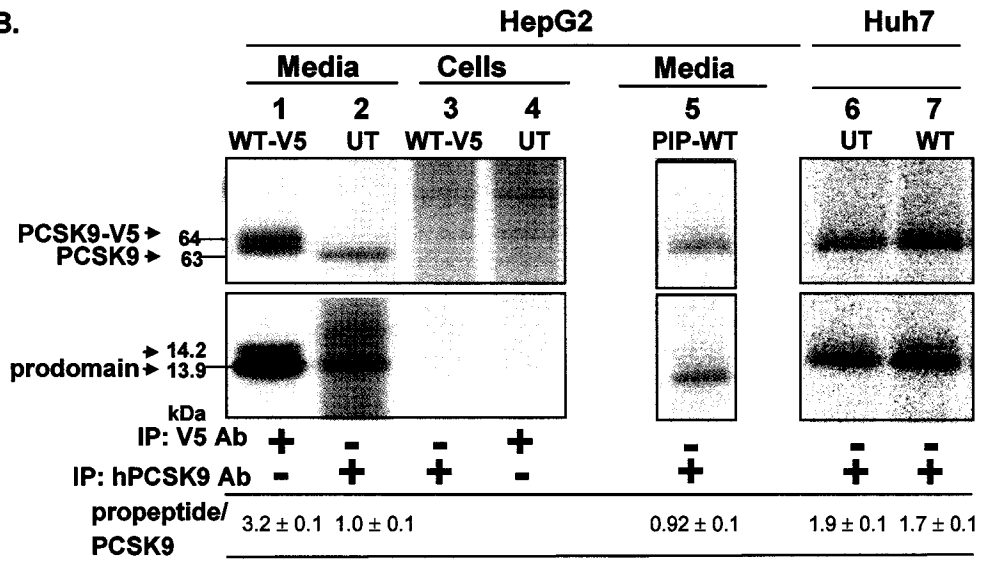 B.
HepG2 Huh7
Media Cells Media
1 2 3 4 5 6 7
WT-V5 UT WT-V5 UT PIP-WT UT WT
PCSK9-V5 64
PCSK9 63
14.2
prodomain 13.9
kDa
IP: V5 Ab + - - + - - -
IP: hPCSK9 Ab - + + - + + +
propeptide/
PCSK9 3.2 ± 0.1 1.0 ± 0.1 0.92 ± 0.1 1.9 ± 0.1 1.7 ± 0.1